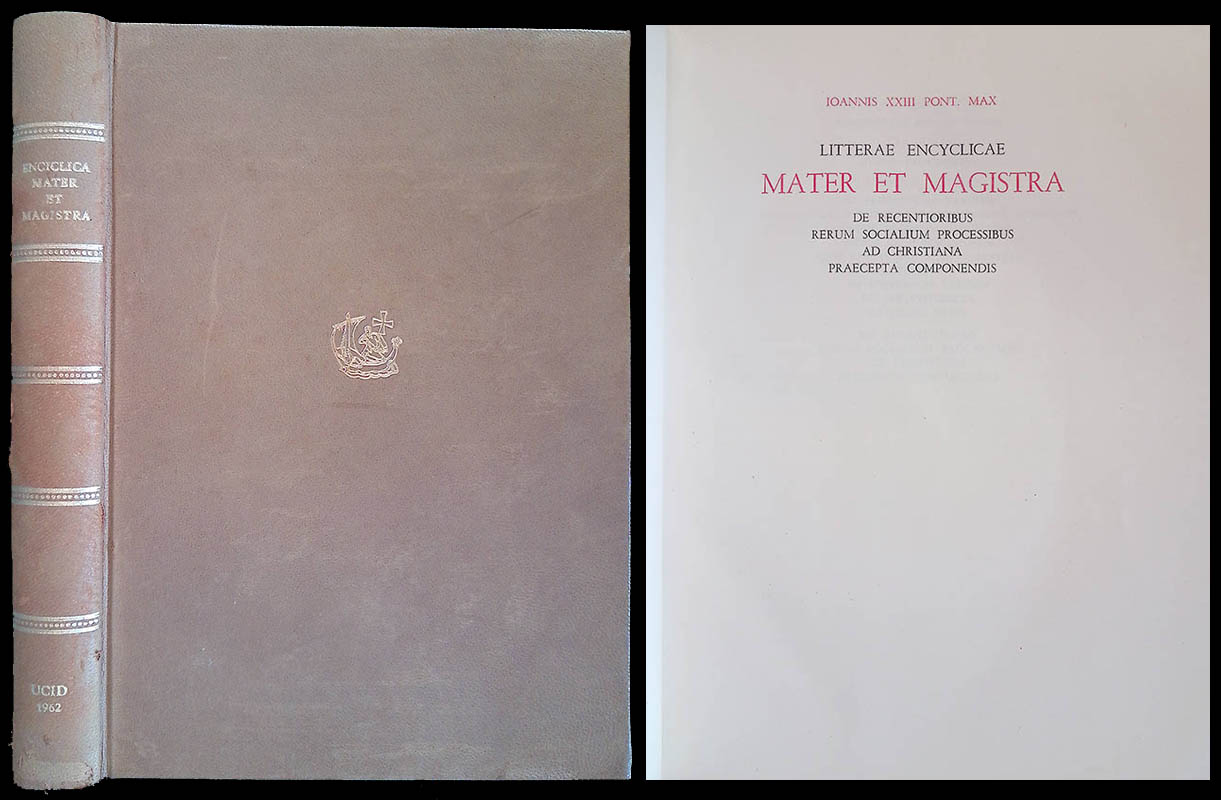 ENCICLICA
MATER
ET
MAGISTRA
UCID
1962
IOANNIS XXIII PONT. MAX
LITTERAE ENCYCLICAE
MATER ET MAGISTRA
DE RECENTIORIBUS
RERUM SOCIALIUM PROCESSIBUS
AD CHRISTIANA
PRAECEPTA COMPONENDIS